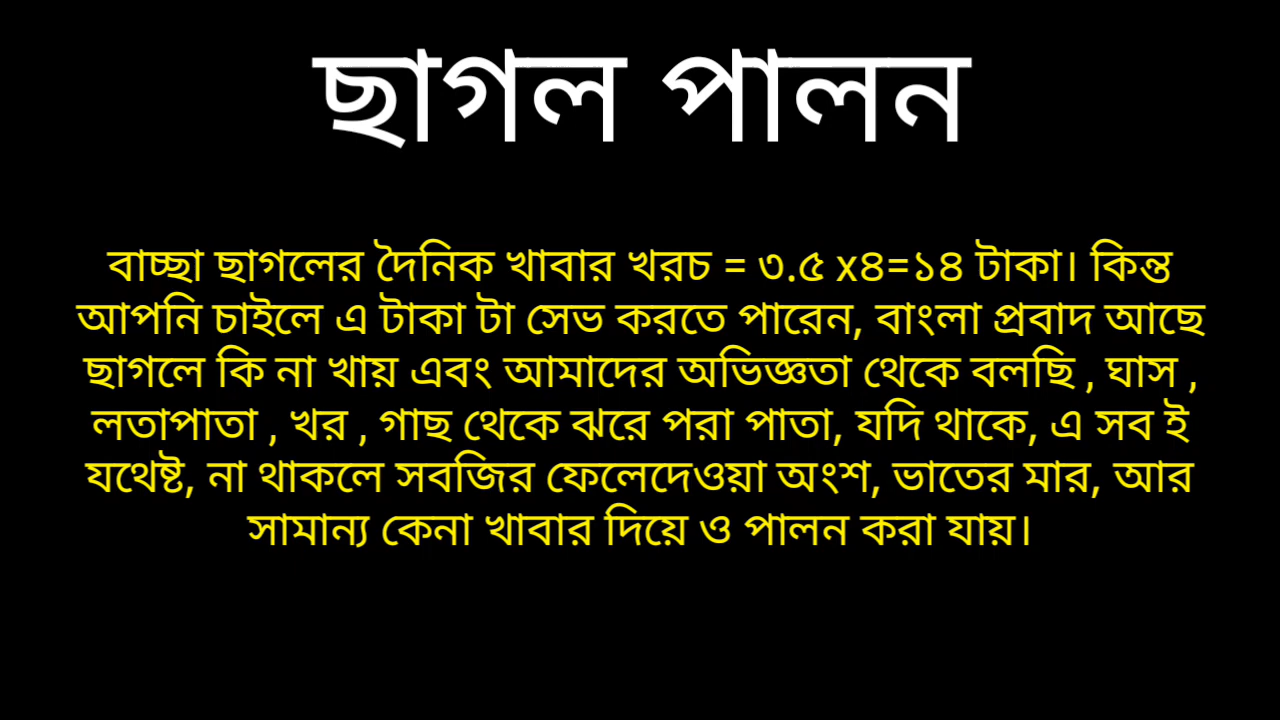 ছাগল পালন
বাচ্ছা ছাগলের দৈনিক খাবার খরচ = ৩.৫ x৪=১৪ টাকা। কিন্ত
আপনি চাইলে এ টাকা টা সেভ করতে পারেন, বাংলা প্রবাদ আছে
ছাগলে কি না খায় এবং আমাদের অভিজ্ঞতা থেকে বলছি , ঘাস ,
লতাপাতা , খর , গাছ থেকে ঝরে পরা পাতা, যদি থাকে, এ সব ই
যথেষ্ট, না থাকলে সবজির ফেলেদেওয়া অংশ, ভাতের মার, আর
সামান্য কেনা খাবার দিয়ে ও পালন করা যায়।